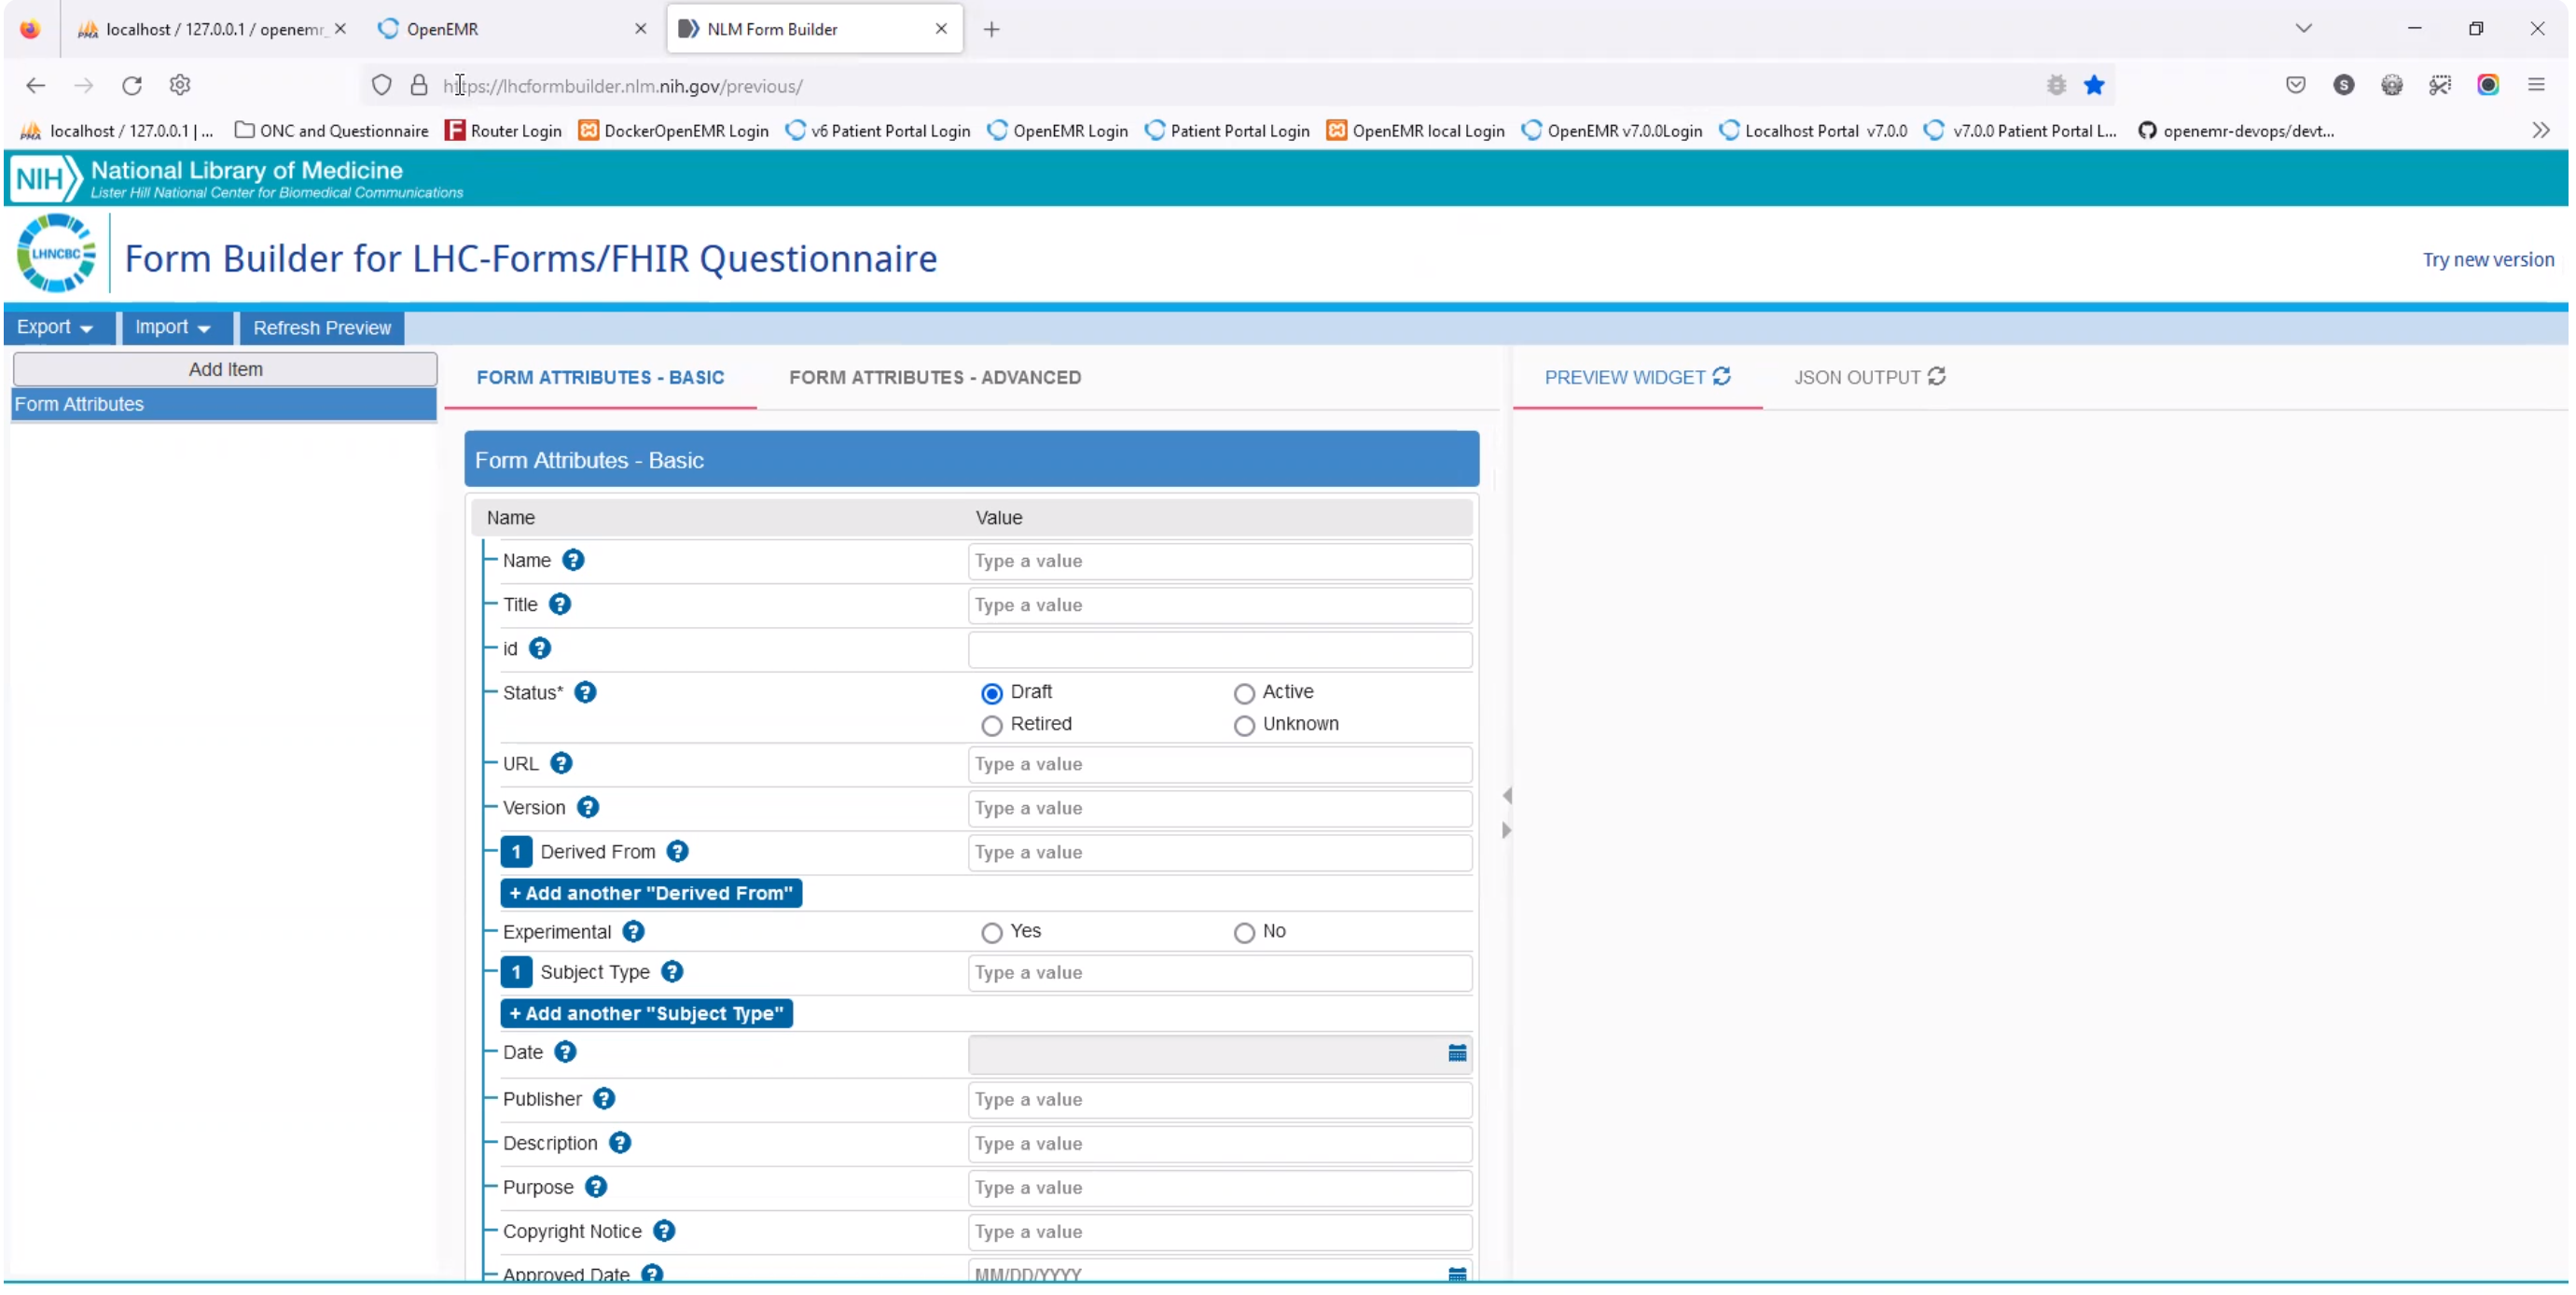 localhost / 127.0.0.1 / openemr_
OpenEMR
NLM Form Builder
https://lhcformbuilder.nlm.nih.gov/previous/
localhost / 127.0.0.1 | ...
ONC and Questionnaire
Router Login
DockerOpenEMR Login
v6 Patient Portal Login
OpenEMR Login
Patient Portal Login
OpenEMR local Login
OpenEMR v7.0.0Login
Localhost Portal v7.0.0
v7.0.0 Patient Portal L...
openemr-devops/devt...
NIH
National Library of Medicine
Lister Hill National Center for Biomedical Communications
LHNCBC
Form Builder for LHC-Forms/FHIR Questionnaire
Try new version
Export
Import
Refresh Preview
Add Item
Form Attributes
FORM ATTRIBUTES - BASIC
FORM ATTRIBUTES - ADVANCED
PREVIEW WIDGET
JSON OUTPUT
Form Attributes - Basic
Name Value
Name ? Type a value
Title ? Type a value
id ?
Status* ? Draft Active
Retired Unknown
URL ? Type a value
Version ? Type a value
1 Derived From ? Type a value
+ Add another "Derived From"
Experimental ? Yes No
1 Subject Type ? Type a value
+ Add another "Subject Type"
Date ?
Publisher ? Type a value
Description ? Type a value
Purpose ? Type a value
Copyright Notice ? Type a value
Approved Date ? MM/DD/YYYY